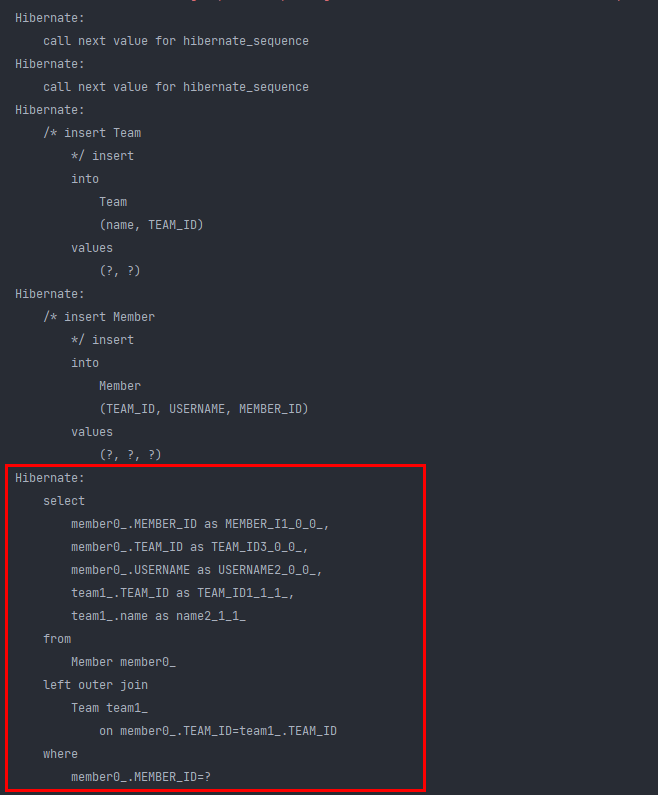 Hibernate:
    call next value for hibernate_sequence
Hibernate:
    call next value for hibernate_sequence
Hibernate:
    /* insert Team
        */ insert
        into
            Team
            (name, TEAM_ID)
        values
            (?, ?)
Hibernate:
    /* insert Member
        */ insert
        into
            Member
            (TEAM_ID, USERNAME, MEMBER_ID)
        values
            (?, ?, ?)
Hibernate:
    select
        member0_.MEMBER_ID as MEMBER_I1_0_0_,
        member0_.TEAM_ID as TEAM_ID3_0_0_,
        member0_.USERNAME as USERNAME2_0_0_,
        team1_.TEAM_ID as TEAM_ID1_1_1_,
        team1_.name as name2_1_1_
    from
        Member member0_
    left outer join
        Team team1_
            on member0_.TEAM_ID=team1_.TEAM_ID
    where
        member0_.MEMBER_ID=?